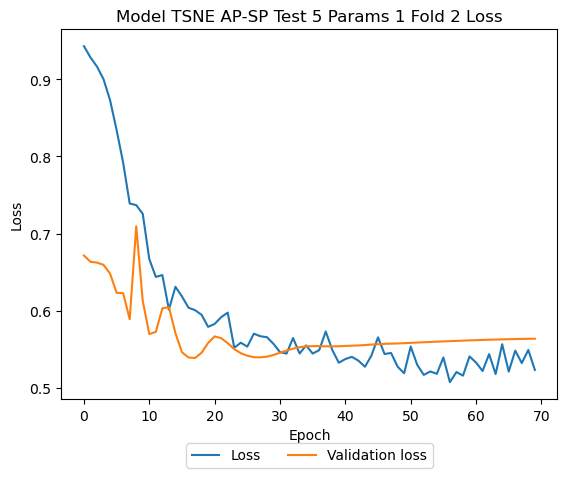 Model TSNE AP-SP Test 5 Params 1 Fold 2 Loss
Loss
0.9
0.8
0.7
0.6
0.5
0 10 20 30 40 50 60 70
Epoch
Loss Validation loss